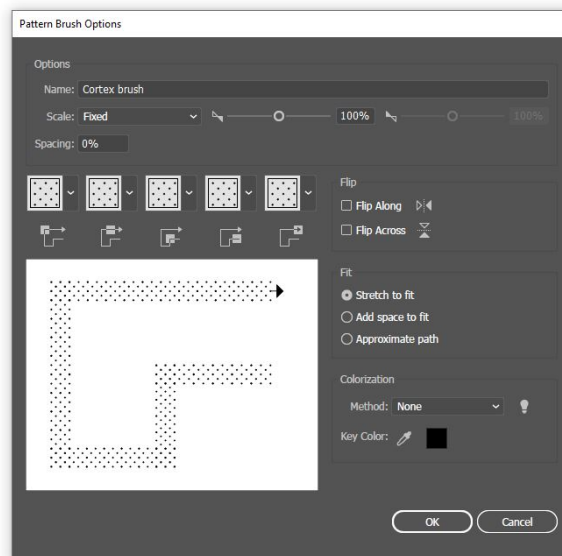 Pattern Brush Options
Options
Name: Cortex brush
Scale: Fixed 100% 100%
Spacing: 0%
Flip
Flip Along
Flip Across
Fit
Stretch to fit
Add space to fit
Approximate path
Colorization
Method: None
Key Color:
OK Cancel